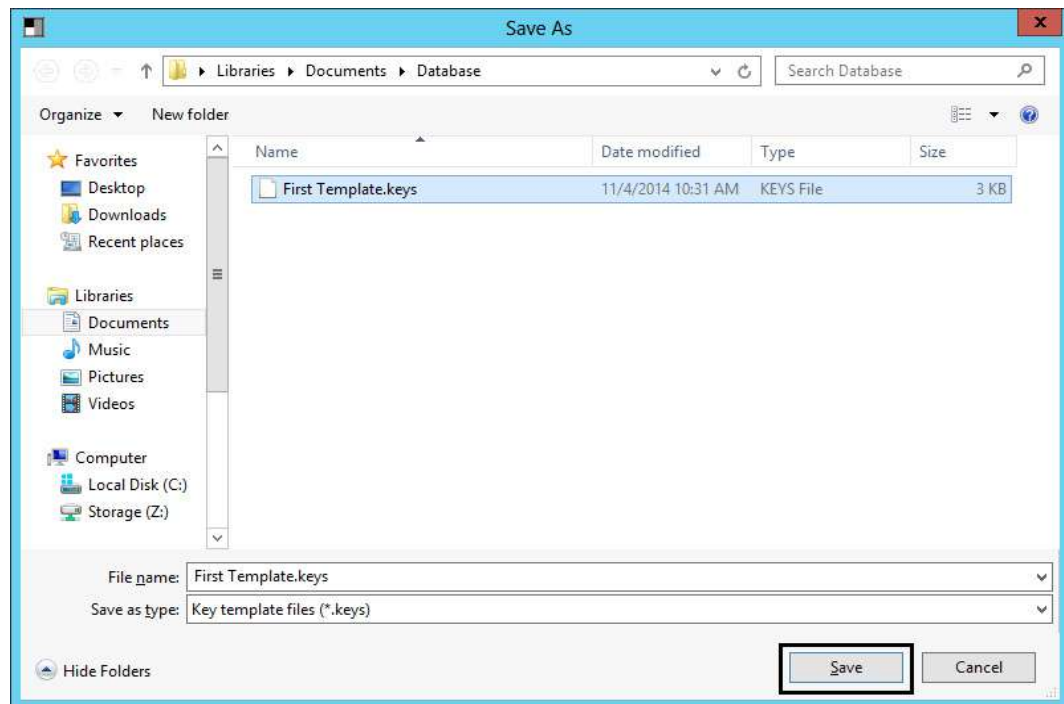 Save As
x
Libraries Documents Database
Search Database
Organize New folder
Favorites
Desktop
Downloads
Recent places
Libraries
Documents
Music
Pictures
Videos
Computer
Local Disk (C:)
Storage (Z:)
Name Date modified Type Size
First Template.keys 11/4/2014 10:31 AM KEYS File 3 KB
File name: First Template.keys
Save as type: Key template files (*.keys)
Hide Folders
Save Cancel